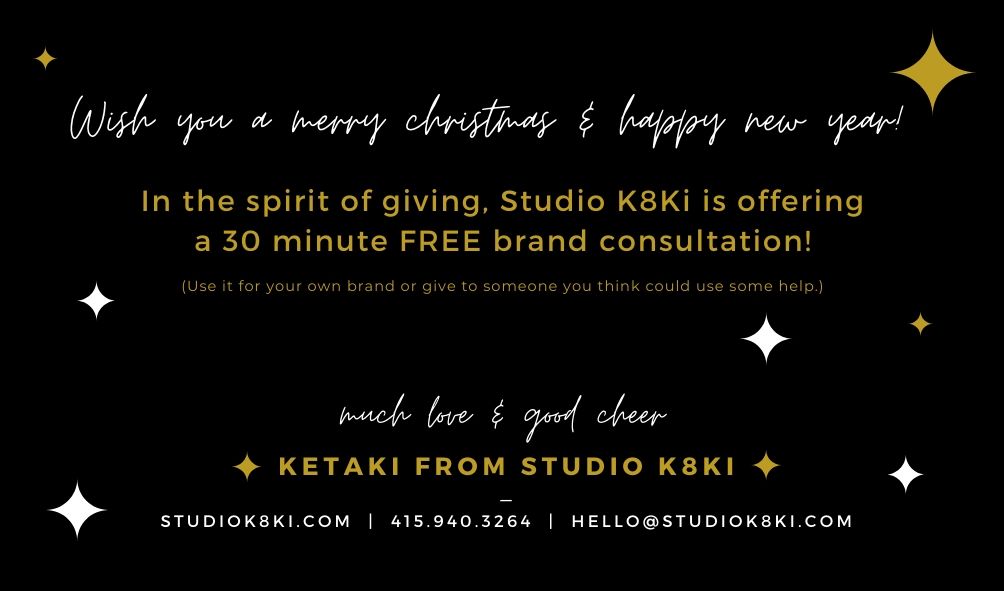 Wish you a merry christmas & happy new year!
In the spirit of giving, Studio K8Ki is offering
a 30 minute FREE brand consultation!
(Use it for your own brand or give to someone you think could use some help.)
much love & good cheer
KETAKI FROM STUDIO K8KI
—
STUDIOK8KI.COM | 415.940.3264 | HELLO@STUDIOK8KI.COM